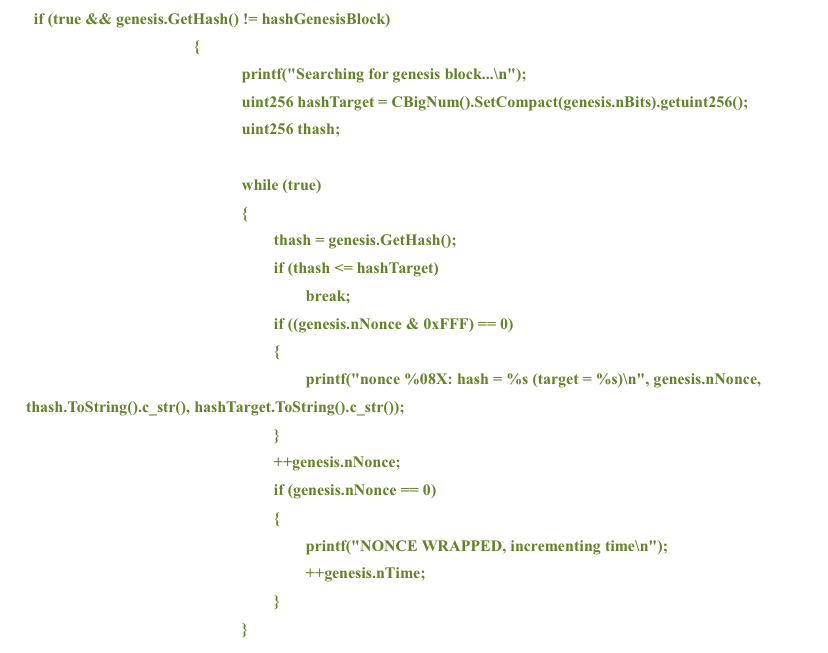 if (true && genesis.GetHash() != hashGenesisBlock)
{
printf("Searching for genesis block...\n");
uint256 hashTarget = CBigNum().SetCompact(genesis.nBits).getuint256();
uint256 thash;
while (true)
{
thash = genesis.GetHash();
if (thash <= hashTarget)
break;
if ((genesis.nNonce & 0xFFF) == 0)
{
printf("nonce %08X: hash = %s (target = %s)\n", genesis.nNonce,
thash.ToString().c_str(), hashTarget.ToString().c_str());
}
++genesis.nNonce;
if (genesis.nNonce == 0)
{
printf("NONCE WRAPPED, incrementing time\n");
++genesis.nTime;
}
}